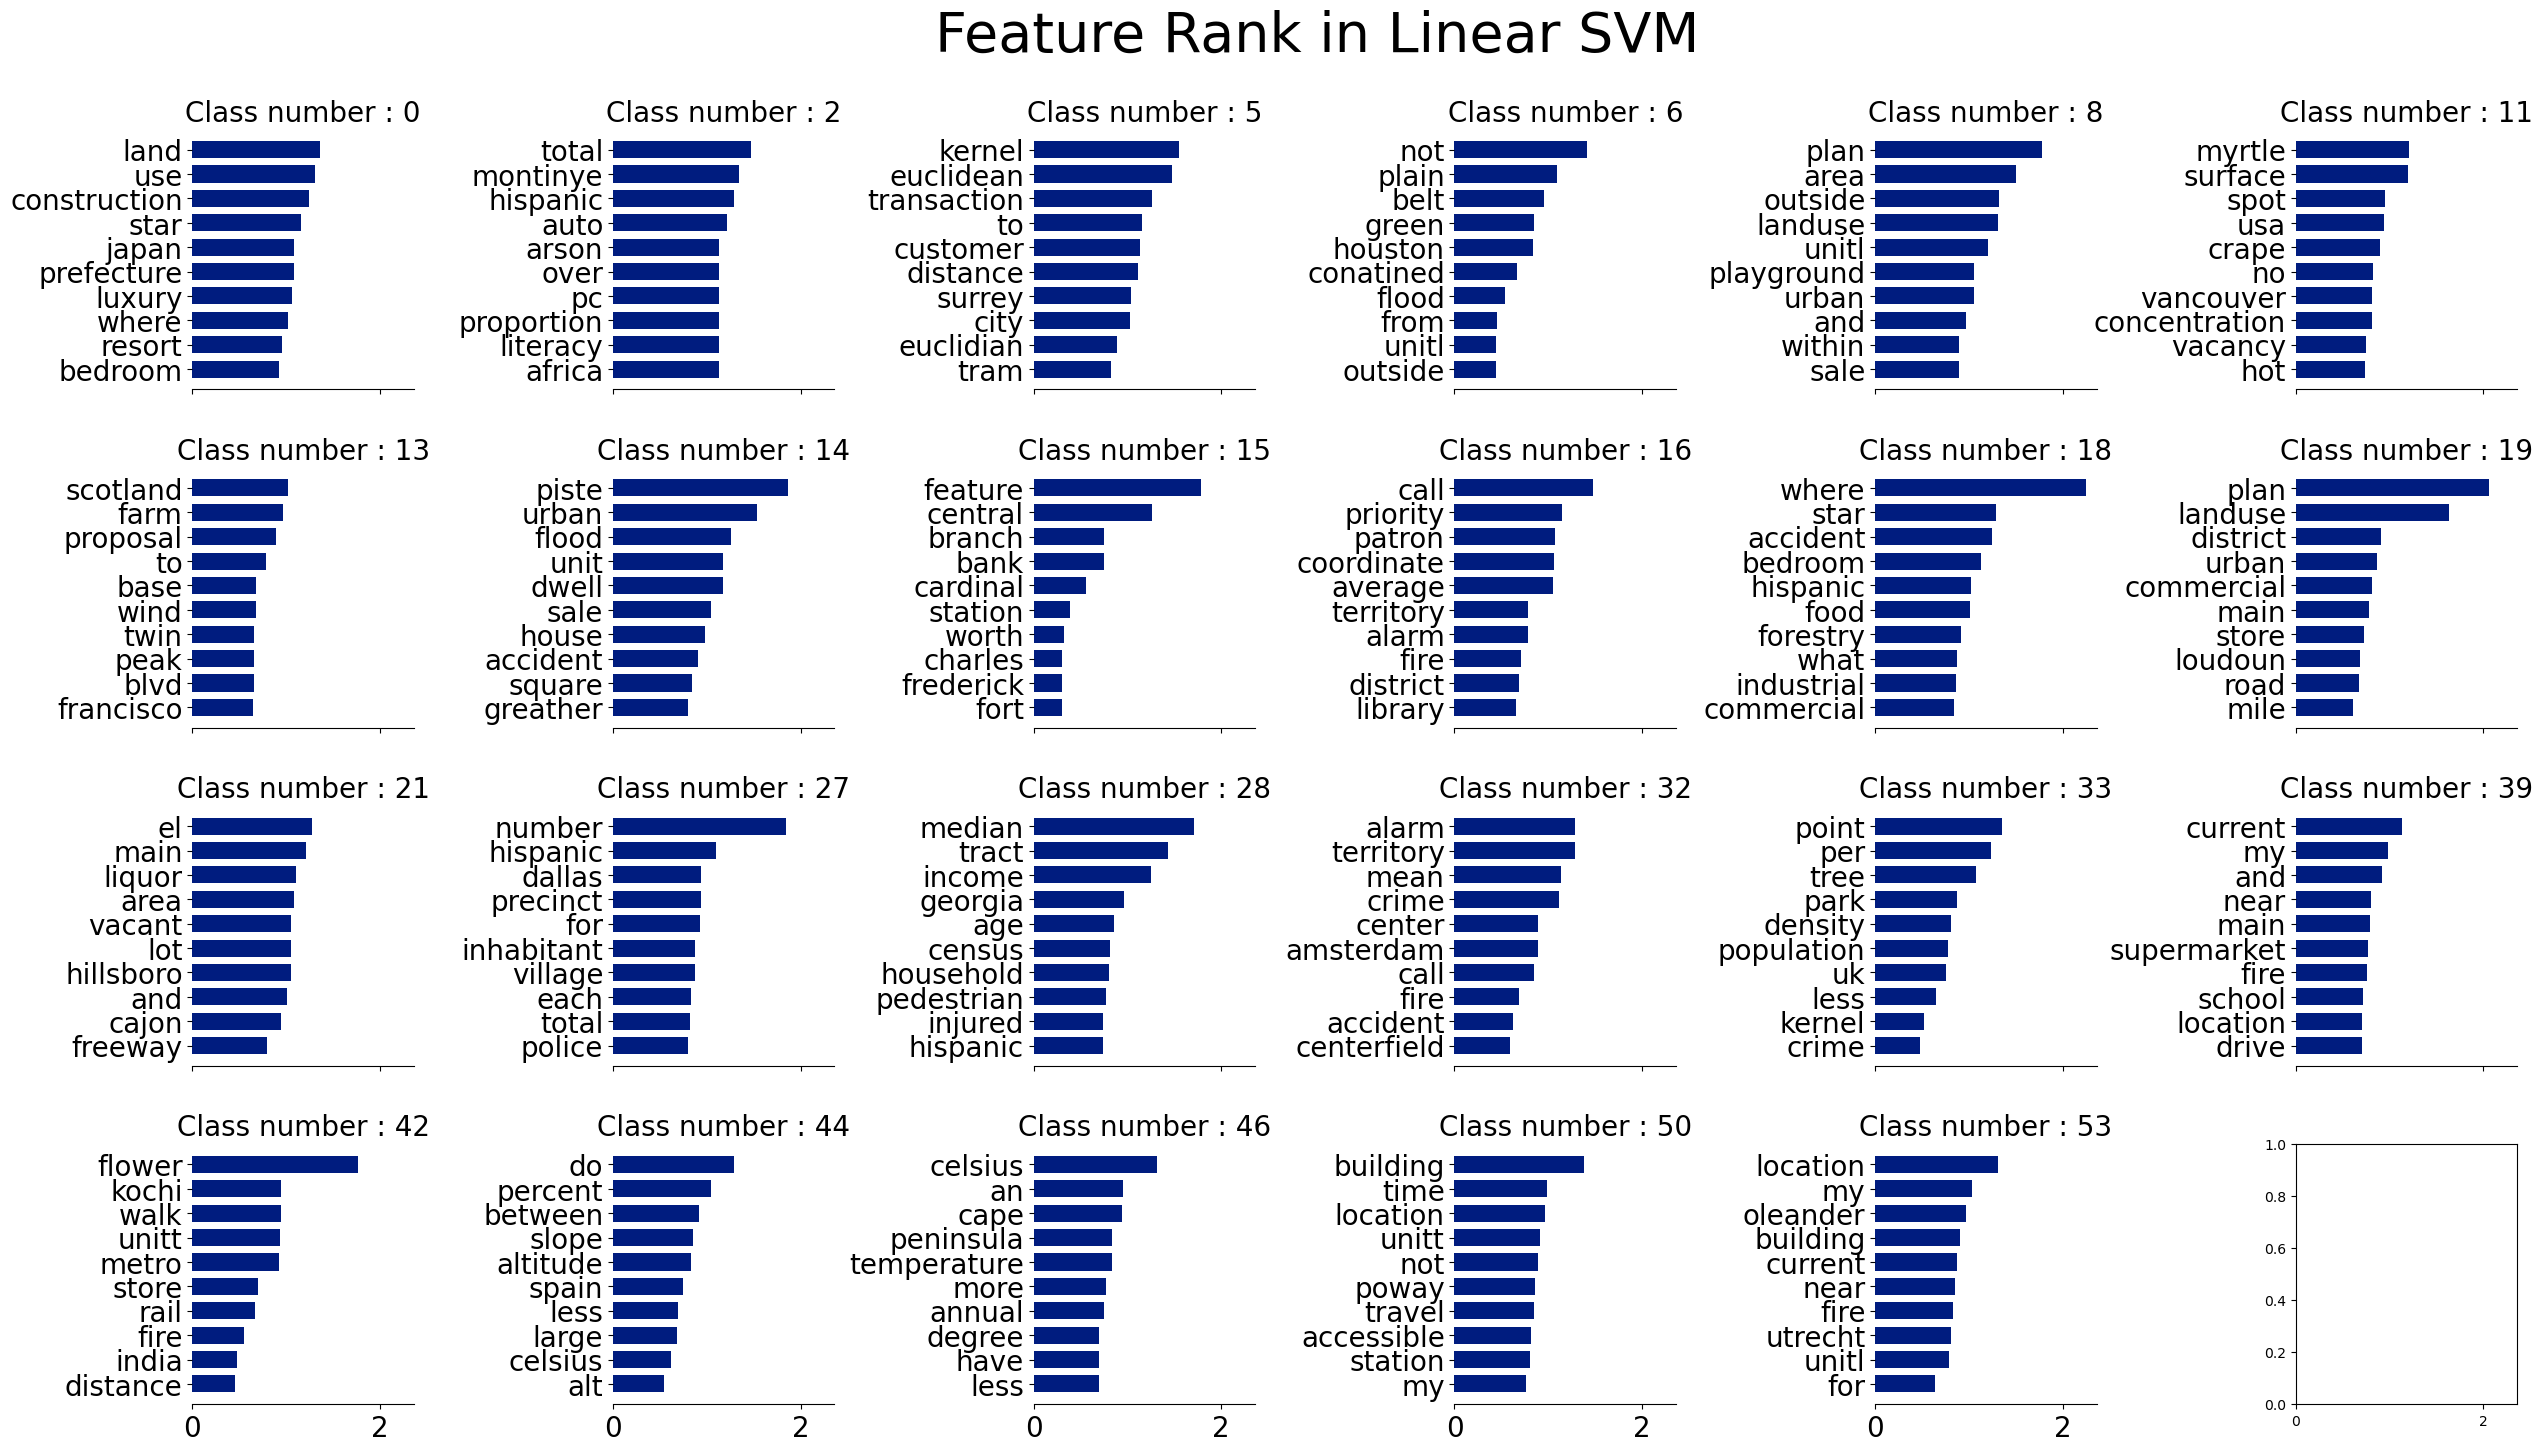 Feature Rank in Linear SVM
Class number : 0
land
use
construction
star
japan
prefecture
luxury
where
resort
bedroom
Class number : 2
total
montinye
hispanic
auto
arson
over
pc
proportion
literacy
africa
Class number : 5
kernel
euclidean
transaction
to
customer
distance
surrey
city
euclidian
tram
Class number : 6
not
plain
belt
green
houston
conatined
flood
from
unitl
outside
Class number : 8
plan
area
outside
landuse
unitl
playground
urban
and
within
sale
Class number : 11
myrtle
surface
spot
usa
crape
no
vancouver
concentration
vacancy
hot
Class number : 13
scotland
farm
proposal
to
base
wind
twin
peak
blvd
francisco
Class number : 14
piste
urban
flood
unit
dwell
sale
house
accident
square
greather
Class number : 15
feature
central
branch
bank
cardinal
station
worth
charles
frederick
fort
Class number : 16
call
priority
patron
coordinate
average
territory
alarm
fire
district
library
Class number : 18
where
star
accident
bedroom
hispanic
food
forestry
what
industrial
commercial
Class number : 19
plan
landuse
district
urban
commercial
main
store
loudoun
road
mile
Class number : 21
el
main
liquor
area
vacant
lot
hillsboro
and
cajon
freeway
Class number : 27
number
hispanic
dallas
precinct
for
inhabitant
village
each
total
police
Class number : 28
median
tract
income
georgia
age
census
household
pedestrian
injured
hispanic
Class number : 32
alarm
territory
mean
crime
center
amsterdam
call
fire
accident
centerfield
Class number : 33
point
per
tree
park
density
population
uk
less
kernel
crime
Class number : 39
current
my
and
near
main
supermarket
fire
school
location
drive
Class number : 42
flower
kochi
walk
unitt
metro
store
rail
fire
india
distance
0 2
Class number : 44
do
percent
between
slope
altitude
spain
less
large
celsius
alt
0 2
Class number : 46
celsius
an
cape
peninsula
temperature
more
annual
degree
have
less
0 2
Class number : 50
building
time
location
unitt
not
poway
travel
accessible
station
my
0 2
Class number : 53
location
my
oleander
building
current
near
fire
utrecht
unitl
for
0 2
1.0
0.8
0.6
0.4
0.2
0.0
0 2